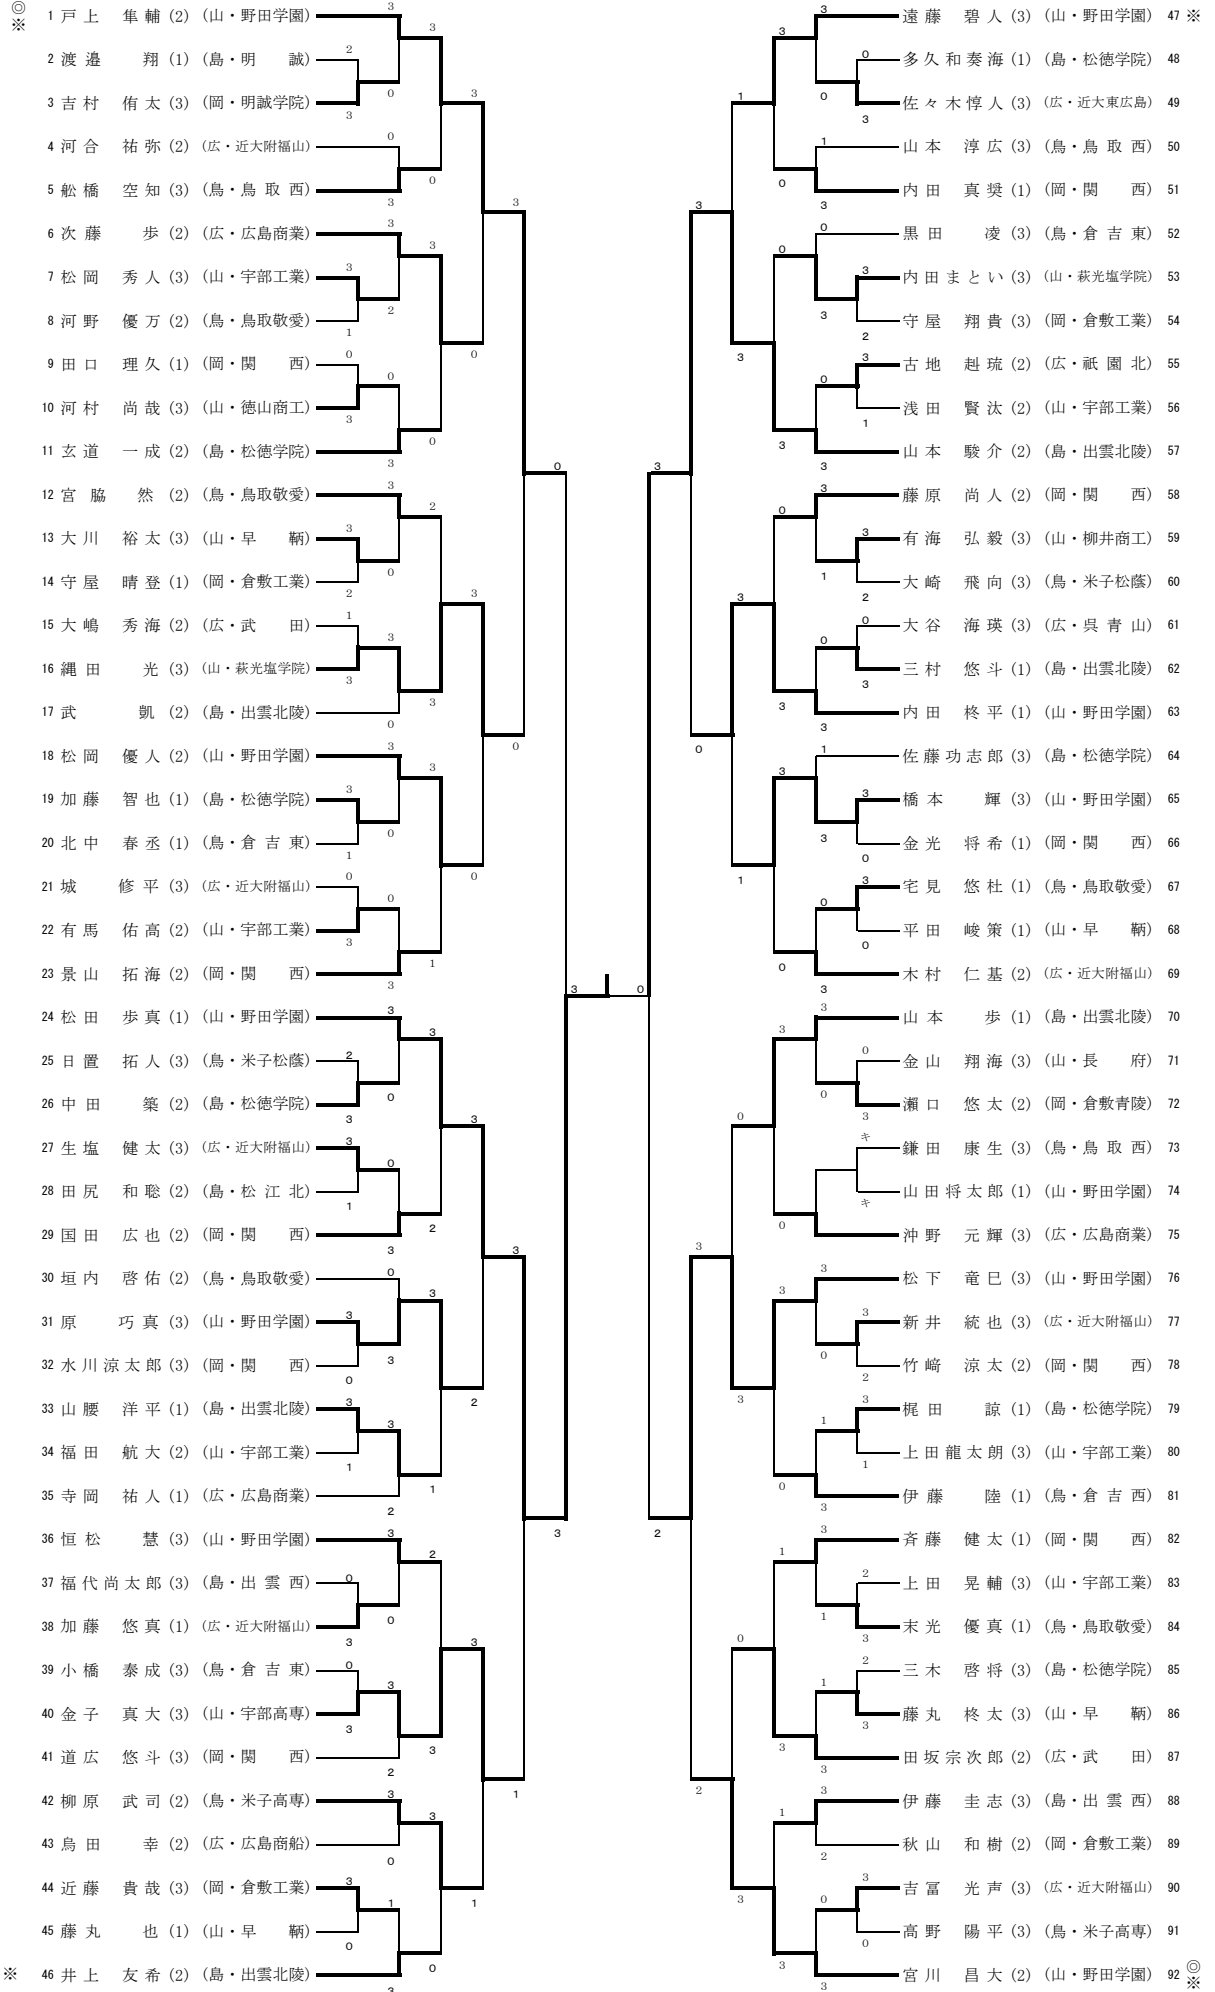 ◎
※
1 戸上 隼輔 (2) (山・野田学園)
2 渡邉 翔 (1) (島・明 誠)
3 吉村 侑太 (3) (岡・明誠学院)
4 河合 祐弥 (2) (広・近大附福山)
5 舩橋 空知 (3) (鳥・鳥取西)
6 次藤 歩 (2) (広・広島商業)
7 松岡 秀人 (3) (山・宇部工業)
8 河野 優万 (2) (鳥・鳥取敬愛)
9 田口 理久 (1) (岡・関 西)
10 河村 尚哉 (3) (山・徳山商工)
11 玄道 一成 (2) (島・松徳学院)
12 宮脇 然 (2) (鳥・鳥取敬愛)
13 大川 裕太 (3) (山・早 鞆)
14 守屋 晴登 (1) (岡・倉敷工業)
15 大嶋 秀海 (2) (広・武 田)
16 縄田 光 (3) (山・萩光塩学院)
17 武 凱 (2) (島・出雲北陵)
18 松岡 優人 (2) (山・野田学園)
19 加藤 智也 (1) (島・松徳学院)
20 北中 春丞 (1) (鳥・倉吉東)
21 城 修平 (3) (広・近大附福山)
22 有馬 佑高 (2) (山・宇部工業)
23 景山 拓海 (2) (岡・関 西)
24 松田 歩真 (1) (山・野田学園)
25 日置 拓人 (3) (鳥・米子松蔭)
26 中田 築 (2) (島・松徳学院)
27 生塩 健太 (3) (広・近大附福山)
28 田尻 和聡 (2) (島・松江北)
29 国田 広也 (2) (岡・関 西)
30 垣内 啓佑 (2) (鳥・鳥取敬愛)
31 原 巧真 (3) (山・野田学園)
32 水川涼太郎 (3) (岡・関 西)
33 山腰 洋平 (1) (島・出雲北陵)
34 福田 航大 (2) (山・宇部工業)
35 寺岡 祐人 (1) (広・広島商業)
36 恒松 慧 (3) (山・野田学園)
37 福代尚太郎 (3) (島・出雲西)
38 加藤 悠真 (1) (広・近大附福山)
39 小橋 泰成 (3) (鳥・倉吉東)
40 金子 真大 (3) (山・宇部高専)
41 道広 悠斗 (3) (岡・関 西)
42 柳原 武司 (2) (鳥・米子高専)
43 烏田 幸 (2) (広・広島商船)
44 近藤 貴哉 (3) (岡・倉敷工業)
45 藤丸 也 (1) (山・早 鞆)
※ 46 井上 友希 (2) (島・出雲北陵)
遠藤 碧人 (3) (山・野田学園) 47 ※
多久和奏海 (1) (島・松徳学院) 48
佐々木惇人 (3) (広・近大東広島) 49
山本 淳広 (3) (鳥・鳥取西) 50
内田 真奨 (1) (岡・関 西) 51
黒田 凌 (3) (鳥・倉吉東) 52
内田まとい (3) (山・萩光塩学院) 53
守屋 翔貴 (3) (岡・倉敷工業) 54
古地 赳琉 (2) (広・祇園北) 55
浅田 賢汰 (2) (山・宇部工業) 56
山本 駿介 (2) (島・出雲北陵) 57
藤原 尚人 (2) (岡・関 西) 58
有海 弘毅 (3) (山・柳井商工) 59
大崎 飛向 (3) (鳥・米子松蔭) 60
大谷 海瑛 (3) (広・呉青山) 61
三村 悠斗 (1) (島・出雲北陵) 62
内田 柊平 (1) (山・野田学園) 63
佐藤功志郎 (3) (島・松徳学院) 64
橋本 輝 (3) (山・野田学園) 65
金光 将希 (1) (岡・関 西) 66
宅見 悠杜 (1) (鳥・鳥取敬愛) 67
平田 峻策 (1) (山・早 鞆) 68
木村 仁基 (2) (広・近大附福山) 69
山本 歩 (1) (島・出雲北陵) 70
金山 翔海 (3) (山・長 府) 71
瀬口 悠太 (2) (岡・倉敷青陵) 72
キ 鎌田 康生 (3) (鳥・鳥取西) 73
キ 山田将太郎 (1) (山・野田学園) 74
沖野 元輝 (3) (広・広島商業) 75
松下 竜巳 (3) (山・野田学園) 76
新井 統也 (3) (広・近大附福山) 77
竹﨑 涼太 (2) (岡・関 西) 78
梶田 諒 (1) (島・松徳学院) 79
上田龍太朗 (3) (山・宇部工業) 80
伊藤 陸 (1) (鳥・倉吉西) 81
斉藤 健太 (1) (岡・関 西) 82
上田 晃輔 (3) (山・宇部工業) 83
末光 優真 (1) (鳥・鳥取敬愛) 84
三木 啓将 (3) (島・松徳学院) 85
藤丸 柊太 (3) (山・早 鞆) 86
田坂宗次郎 (2) (広・武 田) 87
伊藤 圭志 (3) (島・出雲西) 88
秋山 和樹 (2) (岡・倉敷工業) 89
吉冨 光声 (3) (広・近大附福山) 90
高野 陽平 (3) (鳥・米子高専) 91
宮川 昌大 (2) (山・野田学園) 92 ◎
※